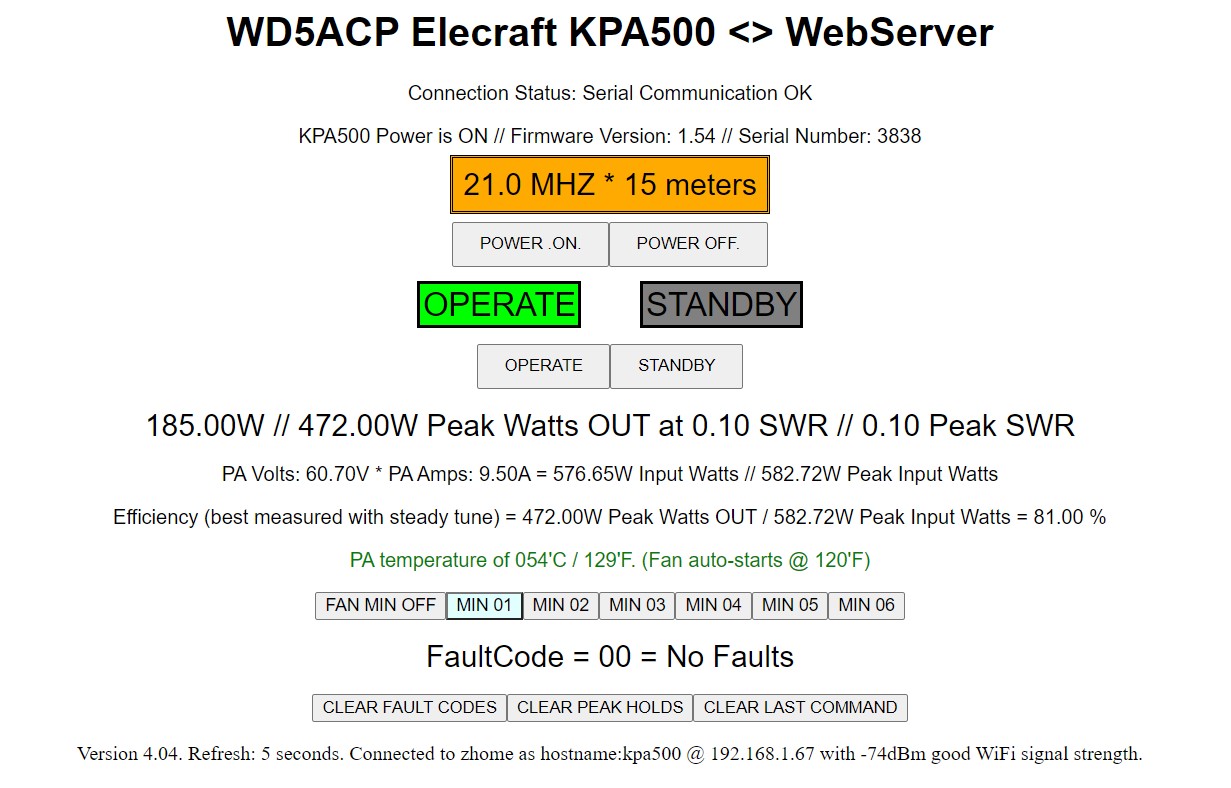 WD5ACP Elecraft KPA500 <> WebServer
Connection Status: Serial Communication OK
KPA500 Power is ON // Firmware Version: 1.54 // Serial Number: 3838
21.0 MHZ * 15 meters
POWER .ON. POWER OFF.
OPERATE STANDBY
OPERATE STANDBY
185.00W // 472.00W Peak Watts OUT at 0.10 SWR // 0.10 Peak SWR
PA Volts: 60.70V * PA Amps: 9.50A = 576.65W Input Watts // 582.72W Peak Input Watts
Efficiency (best measured with steady tune) = 472.00W Peak Watts OUT / 582.72W Peak Input Watts = 81.00 %
PA temperature of 054'C / 129'F. (Fan auto-starts @ 120'F)
FAN MIN OFF MIN 01 MIN 02 MIN 03 MIN 04 MIN 05 MIN 06
FaultCode = 00 = No Faults
CLEAR FAULT CODES CLEAR PEAK HOLDS CLEAR LAST COMMAND
Version 4.04. Refresh: 5 seconds. Connected to zhome as hostname:kpa500 @ 192.168.1.67 with -74dBm good WiFi signal strength.